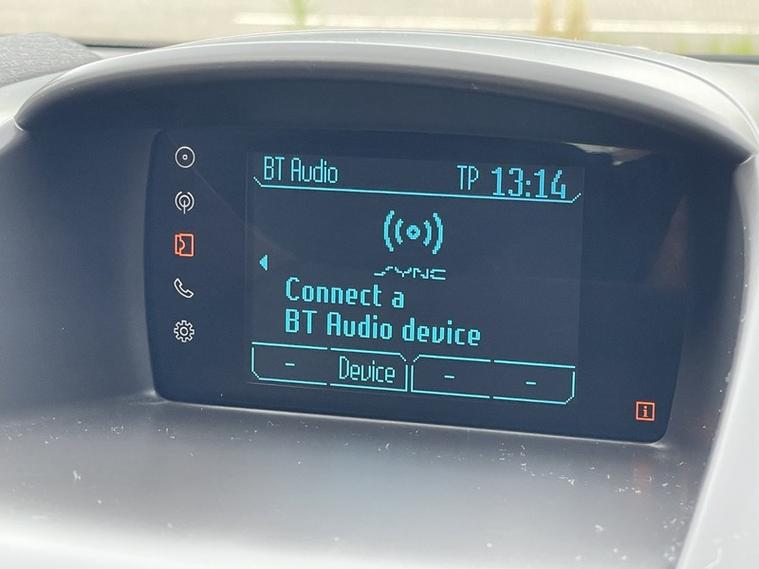 BT Audio TP 13:14
SYNC
Connect a
BT Audio device
- Device - -
i